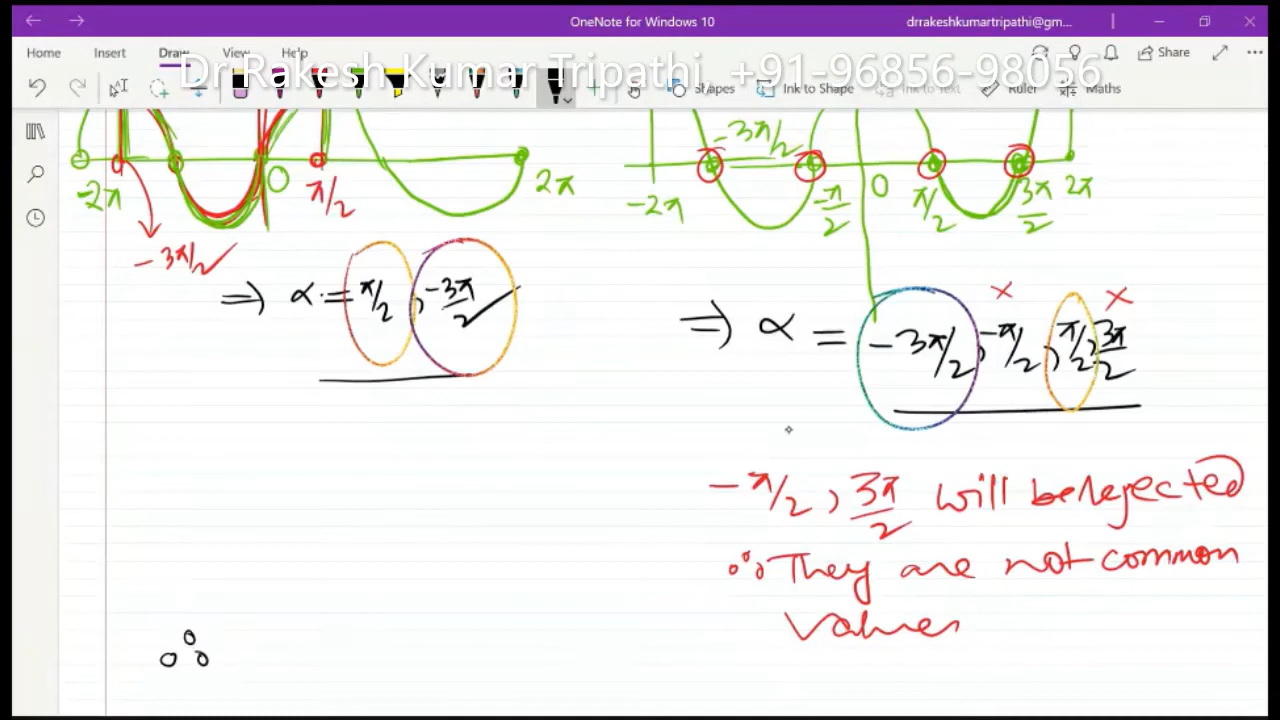 OneNote for Windows 10
drrakeshkumartripathi@gm...
Home Insert Draw View Help
Share
Dr Rakesh Kumar Tripathi +91-96856-98056
Shapes Ink to Shape Ink to Text Ruler Maths
-2π 0 π/2 2π
-3π/2
-2π -3π/2 -π/2 0 π/2 3π/2 2π
⇒ α = π/2, -3π/2
⇒ α = -3π/2, -π/2, π/2, 3π/2
-π/2, 3π/2 will be rejected
∵ They are not common
values
∴